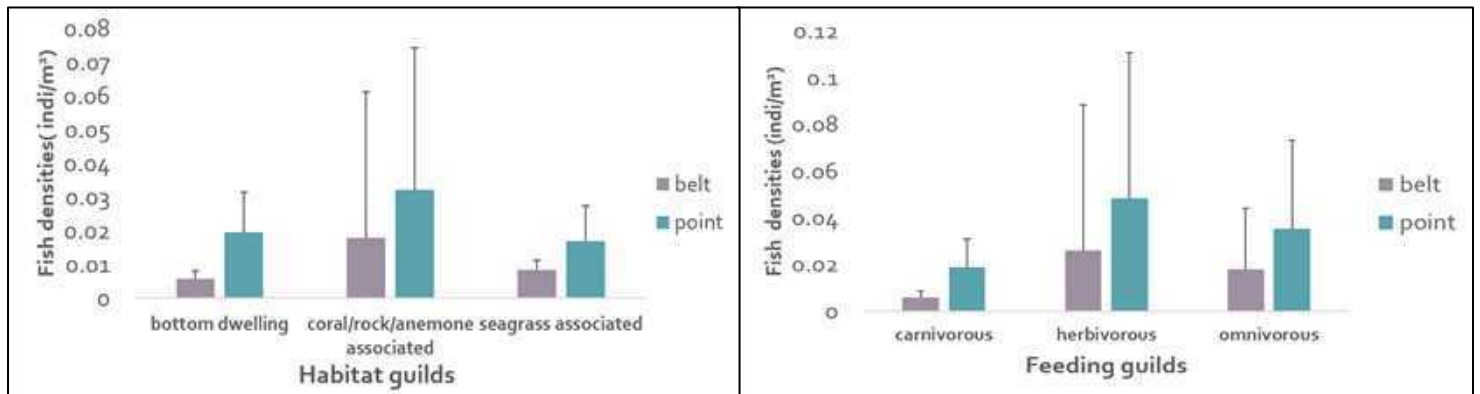 0.08
0.07
0.06
0.05
0.04
0.03
0.02
0.01
0
Fish densities( indi/m²)
bottom dwelling
coral/rock/anemone
associated
seagrass associated
Habitat guilds
belt
point
0.12
0.1
0.08
0.06
0.04
0.02
0
Fish densities (indi/m²)
carnivorous
herbivorous
omnivorous
Feeding guilds
belt
point